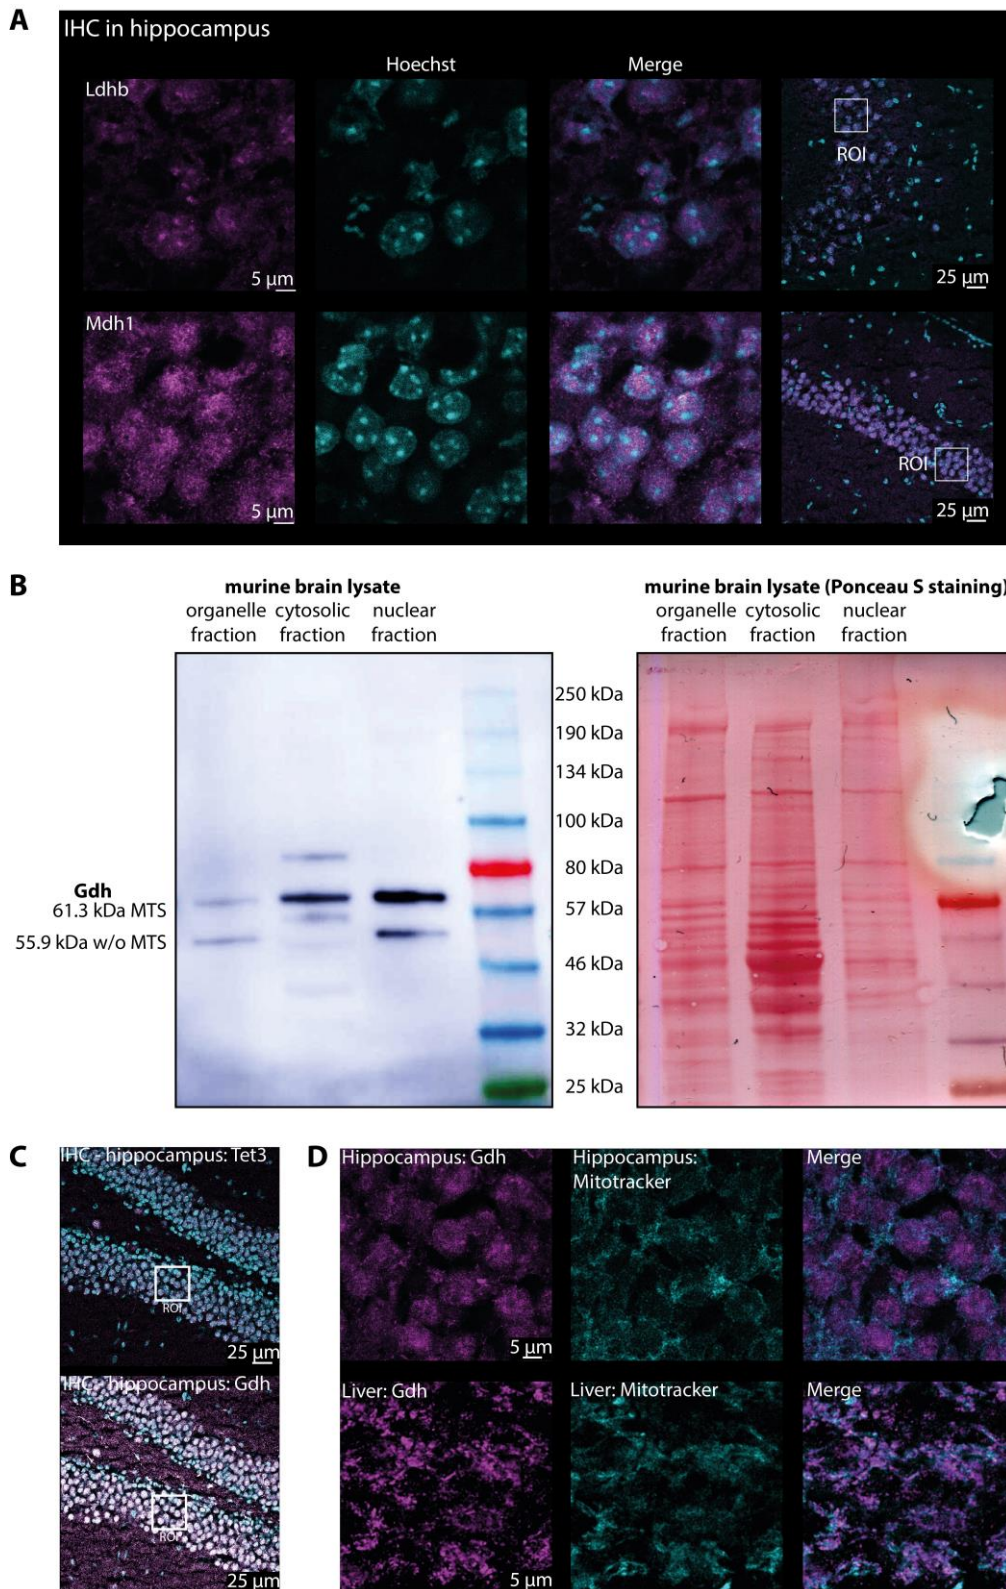 A
IHC in hippocampus
Hoechst
Merge
Ldhb
ROI
5 µm
25 µm
Mdh1
ROI
5 µm
25 µm
B
murine brain lysate
organelle cytosolic nuclear
fraction fraction fraction
murine brain lysate (Ponceau S staining)
organelle cytosolic nuclear
fraction fraction fraction
250 kDa
190 kDa
134 kDa
100 kDa
80 kDa
57 kDa
46 kDa
32 kDa
25 kDa
Gdh
61.3 kDa MTS
55.9 kDa w/o MTS
C
IHC - hippocampus: Tet3
ROI
25 µm
IHC - hippocampus: Gdh
ROI
25 µm
D
Hippocampus: Gdh
Hippocampus:
Mitotracker
Merge
5 µm
Liver: Gdh
Liver: Mitotracker
Merge
5 µm